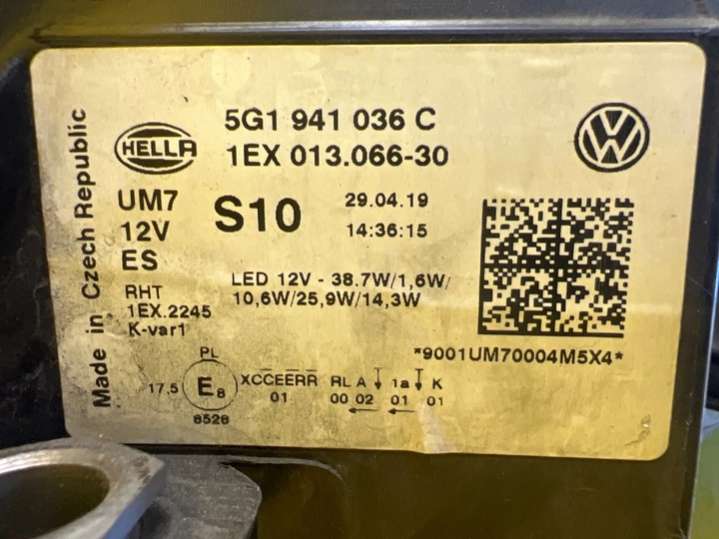 Made in Czech Republic
HELLA
5G1 941 036 C
1EX 013.066-30
UM7
12V
ES
S10
29.04.19
14:36:15
RHT
1EX.2245
K-var1
LED 12V - 38.7W/1,6W/
10,6W/25,9W/14,3W
*9001UM70004M5X4*
PL
17,5 E8 XCCEERR RL A 1a K
01 00 02 01 01
8528